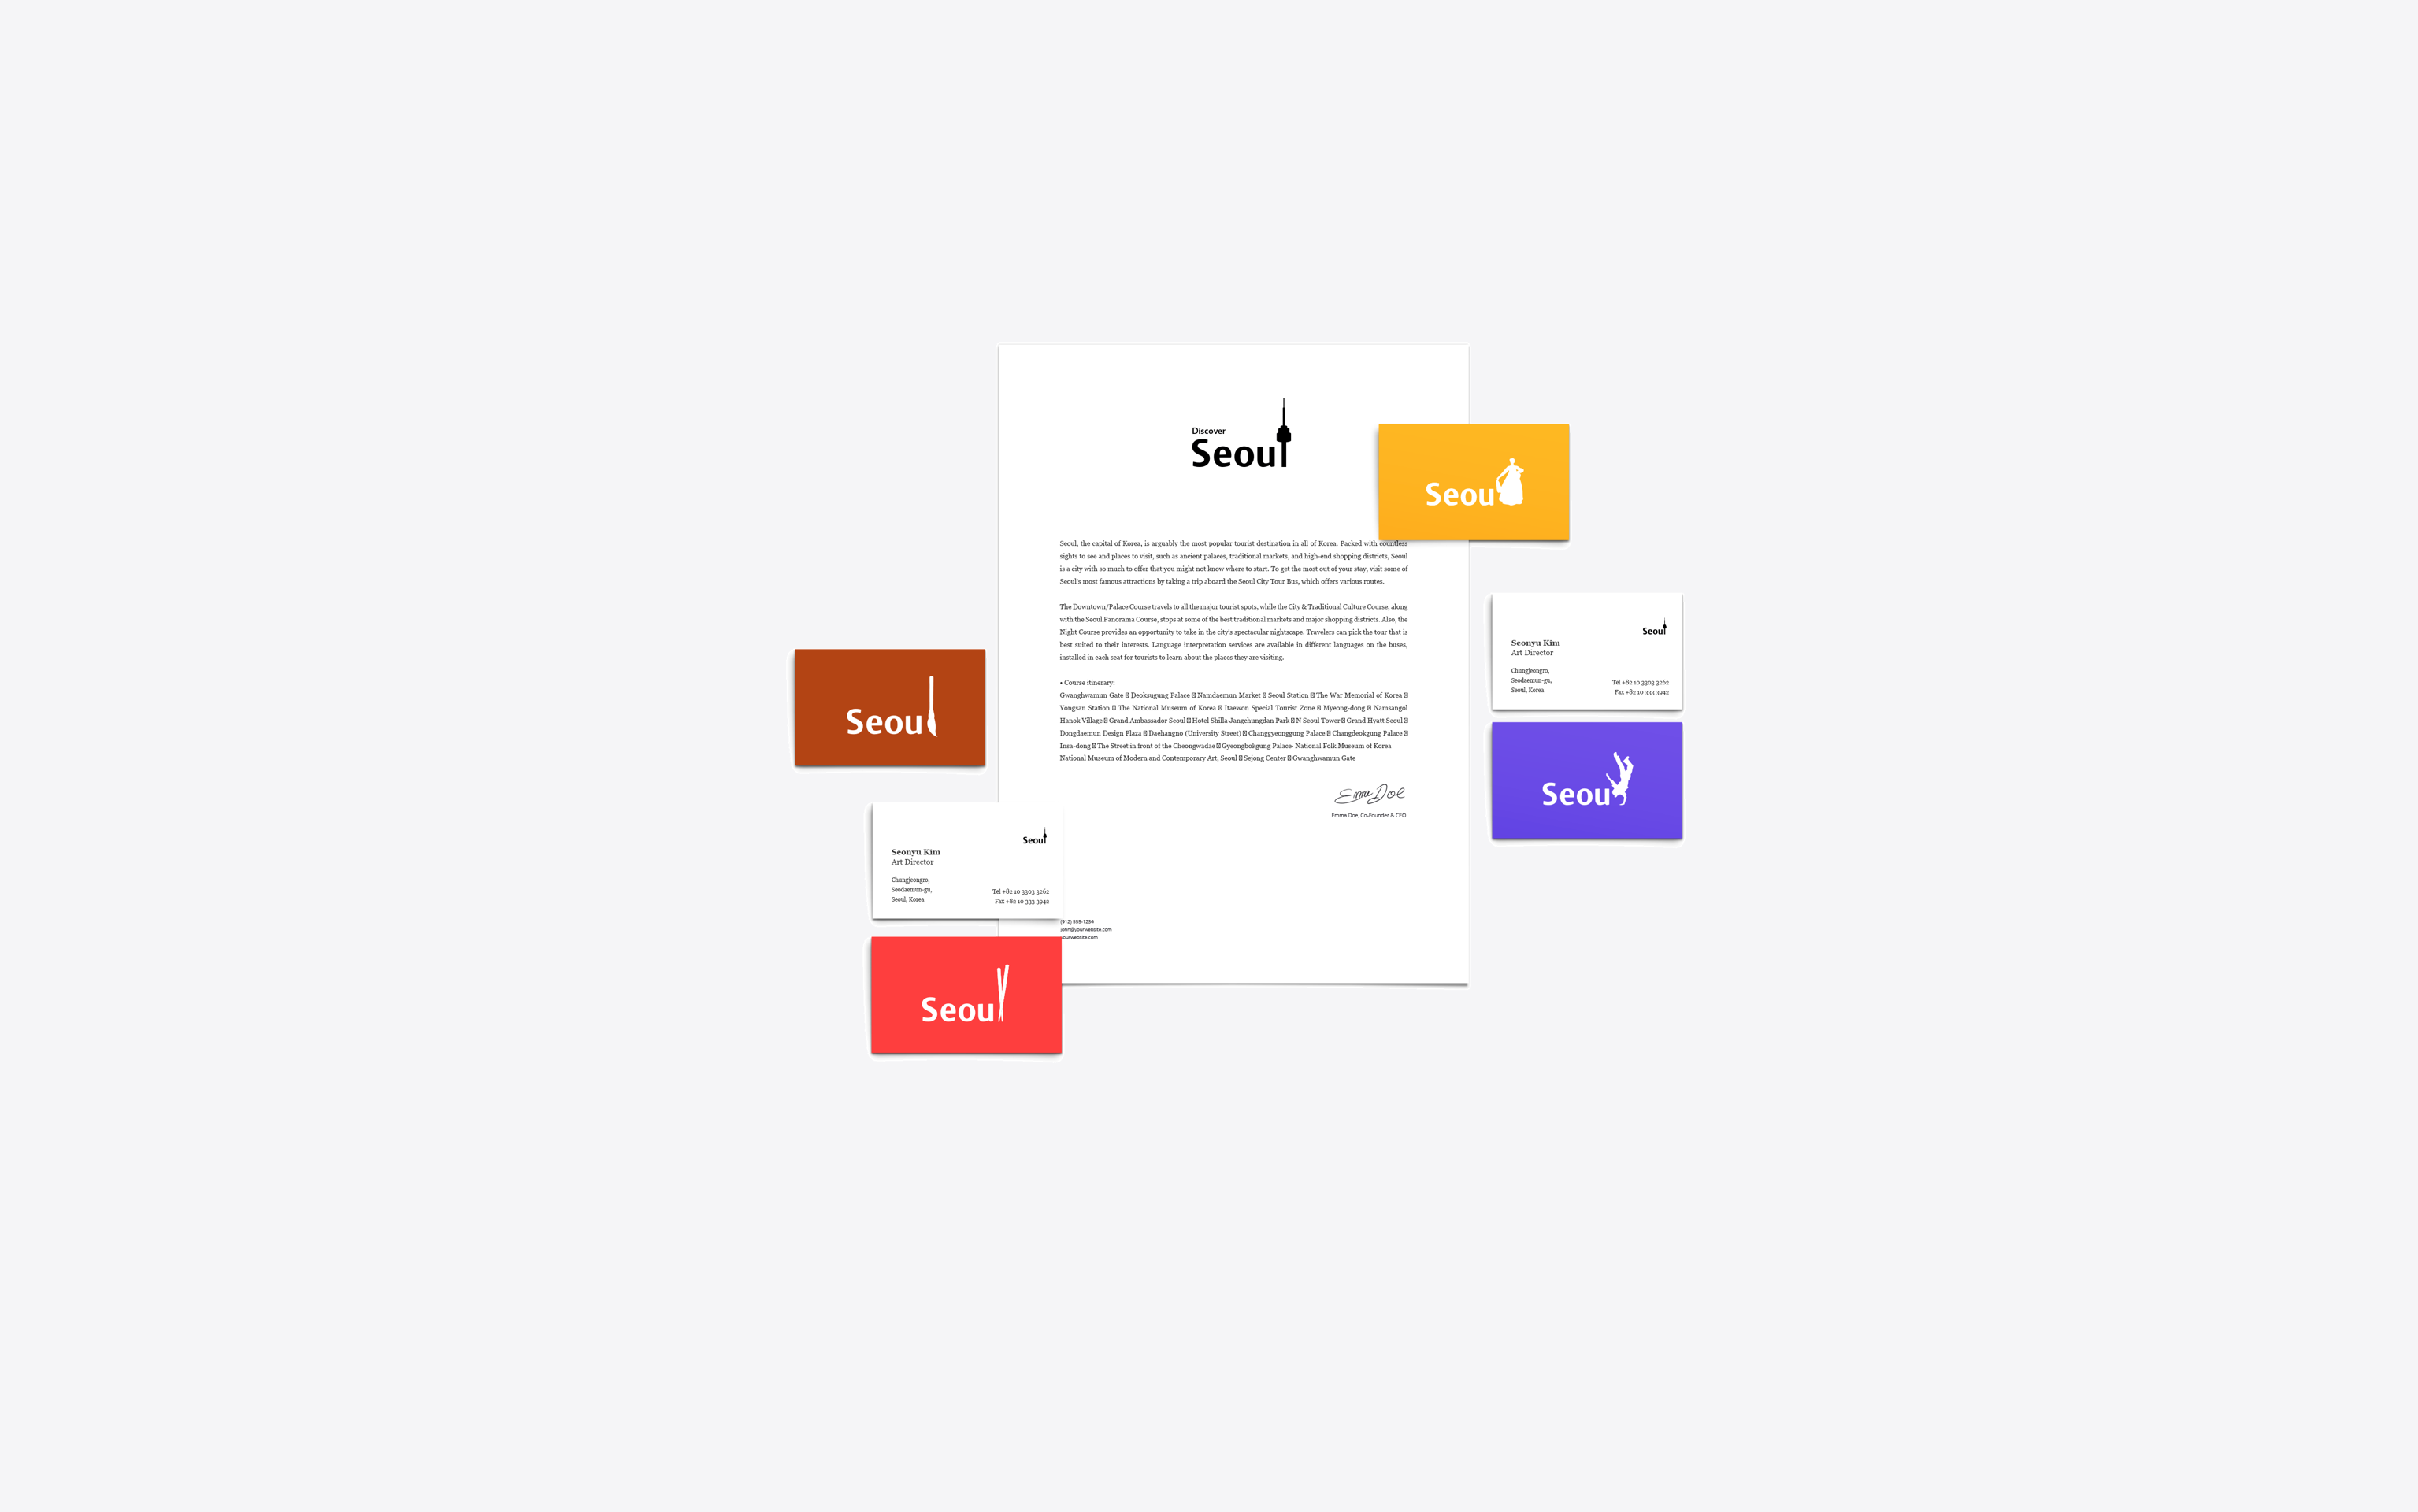 Discover
Seoul
Seou
Seoul, the capital of Korea, is arguably the most popular tourist destination in all of Korea. Packed with countless
sights to see and places to visit, such as ancient palaces, traditional markets, and high-end shopping districts, Seoul
is a city with so much to offer that you might not know where to start. To get the most out of your stay, visit some of
Seoul's most famous attractions by taking a trip aboard the Seoul City Tour Bus, which offers various routes.
The Downtown/Palace Course travels to all the major tourist spots, while the City & Traditional Culture Course, along
with the Seoul Panorama Course, stops at some of the best traditional markets and major shopping districts. Also, the
Night Course provides an opportunity to take in the city's spectacular nightscape. Travelers can pick the tour that is
best suited to their interests. Language interpretation services are available in different languages on the buses,
installed in each seat for tourists to learn about the places they are visiting.
• Course itinerary:
Gwanghwamun Gate ☒ Deoksugung Palace ☒ Namdaemun Market ☒ Seoul Station ☒ The War Memorial of Korea ☒
Yongsan Station ☒ The National Museum of Korea ☒ Itaewon Special Tourist Zone ☒ Myeong-dong ☒ Namsangol
Hanok Village ☒ Grand Ambassador Seoul ☒ Hotel Shilla-Jangchungdan Park ☒ N Seoul Tower ☒ Grand Hyatt Seoul ☒
Dongdaemun Design Plaza ☒ Daehangno (University Street) ☒ Changgyeonggung Palace ☒ Changdeokgung Palace ☒
Insa-dong ☒ The Street in front of the Cheongwadae ☒ Gyeongbokgung Palace- National Folk Museum of Korea
National Museum of Modern and Contemporary Art, Seoul ☒ Sejong Center ☒ Gwanghwamun Gate
Emma Doe
Emma Doe, Co-Founder & CEO
(912) 555-1234
john@yourwebsite.com
yourwebsite.com
Seou
Seoul
Seonyu Kim
Art Director
Chungjeongro,
Seodaemun-gu,
Seoul, Korea
Tel +82 10 3303 3262
Fax +82 10 333 3942
Seou
Seoul
Seonyu Kim
Art Director
Chungjeongro,
Seodaemun-gu,
Seoul, Korea
Tel +82 10 3303 3262
Fax +82 10 333 3942
Seou